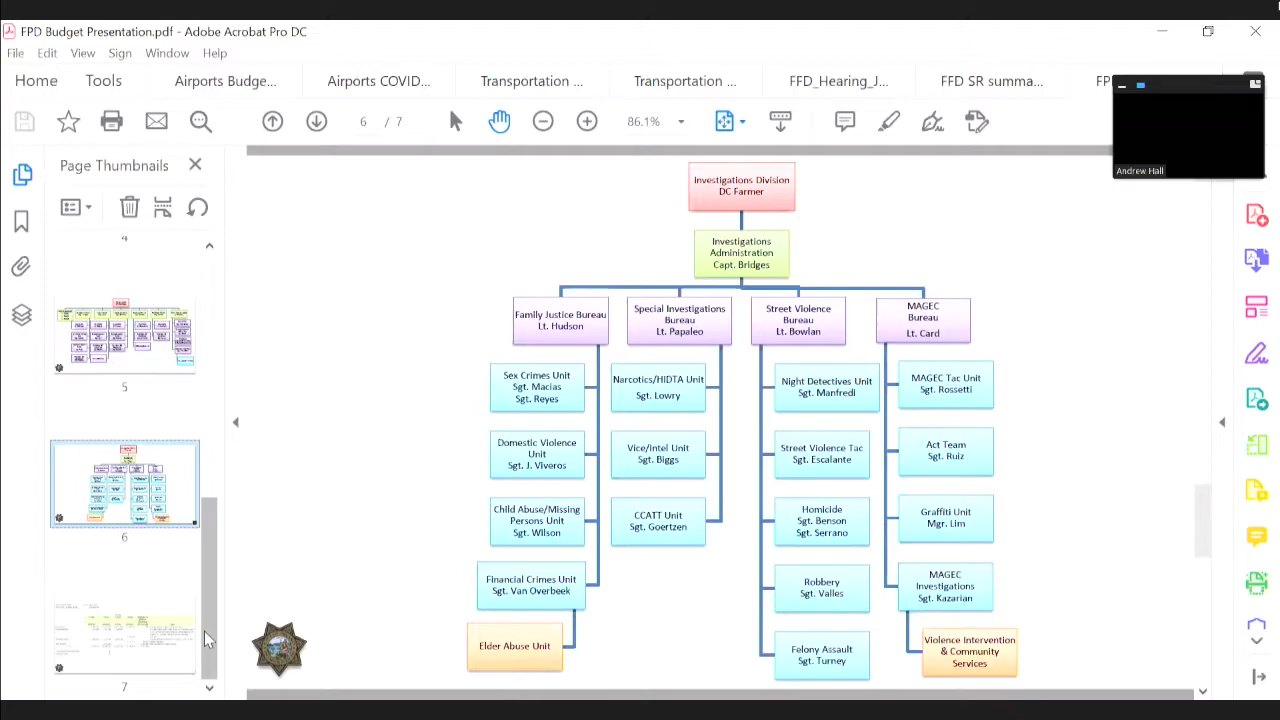 FPD Budget Presentation.pdf - Adobe Acrobat Pro DC
File Edit View Sign Window Help
Home Tools Airports Budge... Airports COVID... Transportation ... Transportation ... FFD_Hearing_J... FFD SR summa... FP
6 / 7 86.1%
Andrew Hall
Page Thumbnails
4
5
6
7
Investigations Division
DC Farmer
Investigations
Administration
Capt. Bridges
Family Justice Bureau
Lt. Hudson
Special Investigations
Bureau
Lt. Papaleo
Street Violence
Bureau
Lt. Bowlan
MAGEC
Bureau
Lt. Card
Sex Crimes Unit
Sgt. Macias
Sgt. Reyes
Narcotics/HIDTA Unit
Sgt. Lowry
Night Detectives Unit
Sgt. Manfredi
MAGEC Tac Unit
Sgt. Rossetti
Domestic Violence
Unit
Sgt. J. Viveros
Vice/Intel Unit
Sgt. Biggs
Street Violence Tac
Sgt. Escalante
Act Team
Sgt. Ruiz
Child Abuse/Missing
Persons Unit
Sgt. Wilson
CCATT Unit
Sgt. Goertzen
Homicide
Sgt. Benson
Sgt. Serrano
Graffiti Unit
Mgr. Lim
Financial Crimes Unit
Sgt. Van Overbeek
Robbery
Sgt. Valles
MAGEC
Investigations
Sgt. Kazarian
Elder Abuse Unit
Felony Assault
Sgt. Turney
Violence Intervention
& Community
Services